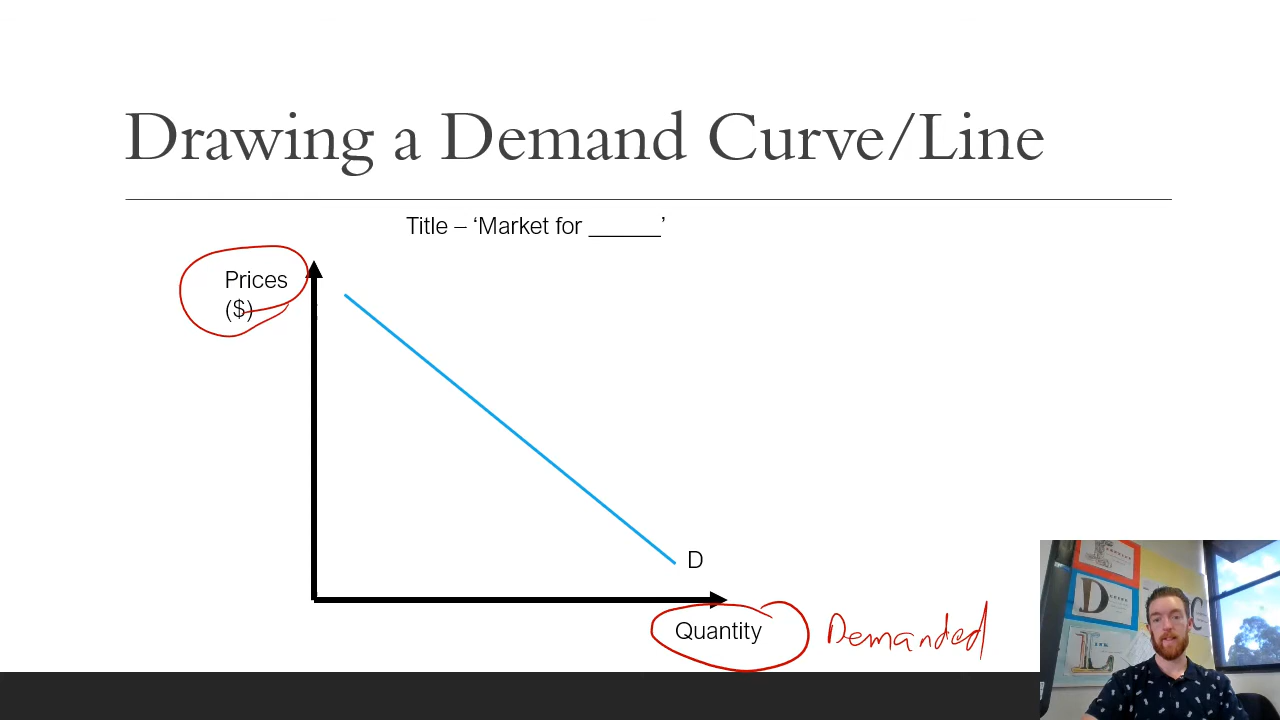 Drawing a Demand Curve/Line
Title – ‘Market for ______’
Prices
($)
D
Quantity Demanded